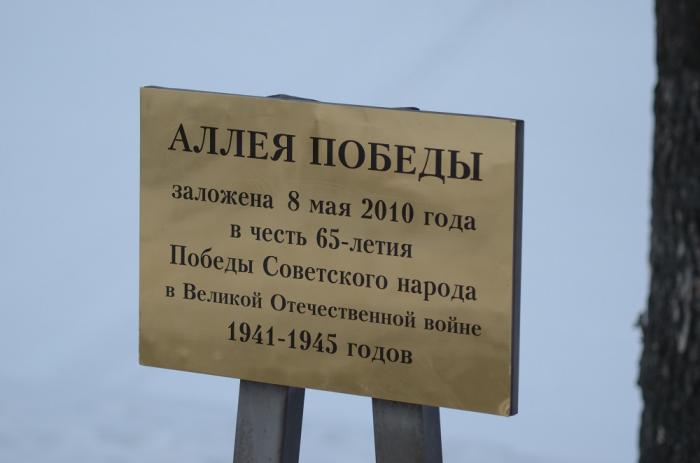 АЛЛЕЯ ПОБЕДЫ
заложена 8 мая 2010 года
в честь 65-летия
Победы Советского народа
в Великой Отечественной войне
1941-1945 годов